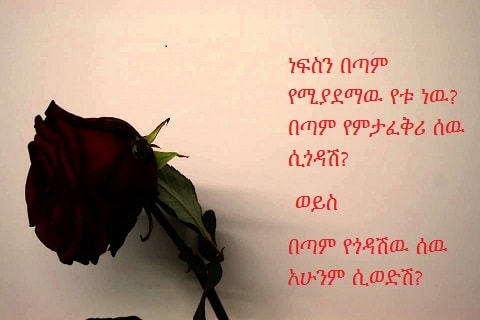 ነፍስን በጣም
የሚያደማዉ የቱ ነዉ?
በጣም የምታፈቅሪ ሰዉ
ሲጎዳሽ?
ወይስ
በጣም የጎዳሽዉ ሰዉ
አሁንም ሲወድሽ?